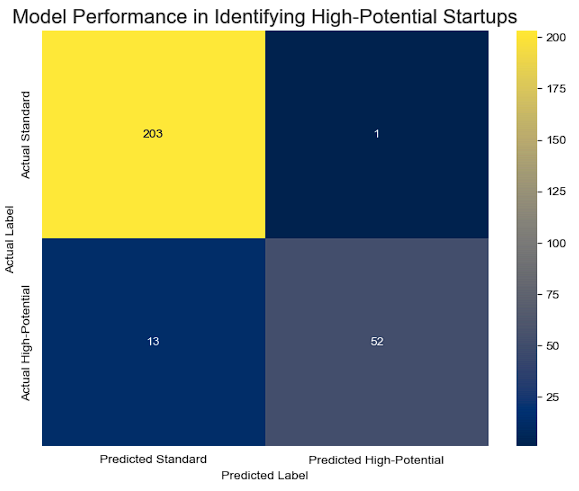 Model Performance in Identifying High-Potential Startups
Actual Label
Actual Standard
Actual High-Potential
203
1
13
52
Predicted Standard
Predicted High-Potential
Predicted Label
200
175
150
125
100
75
50
25